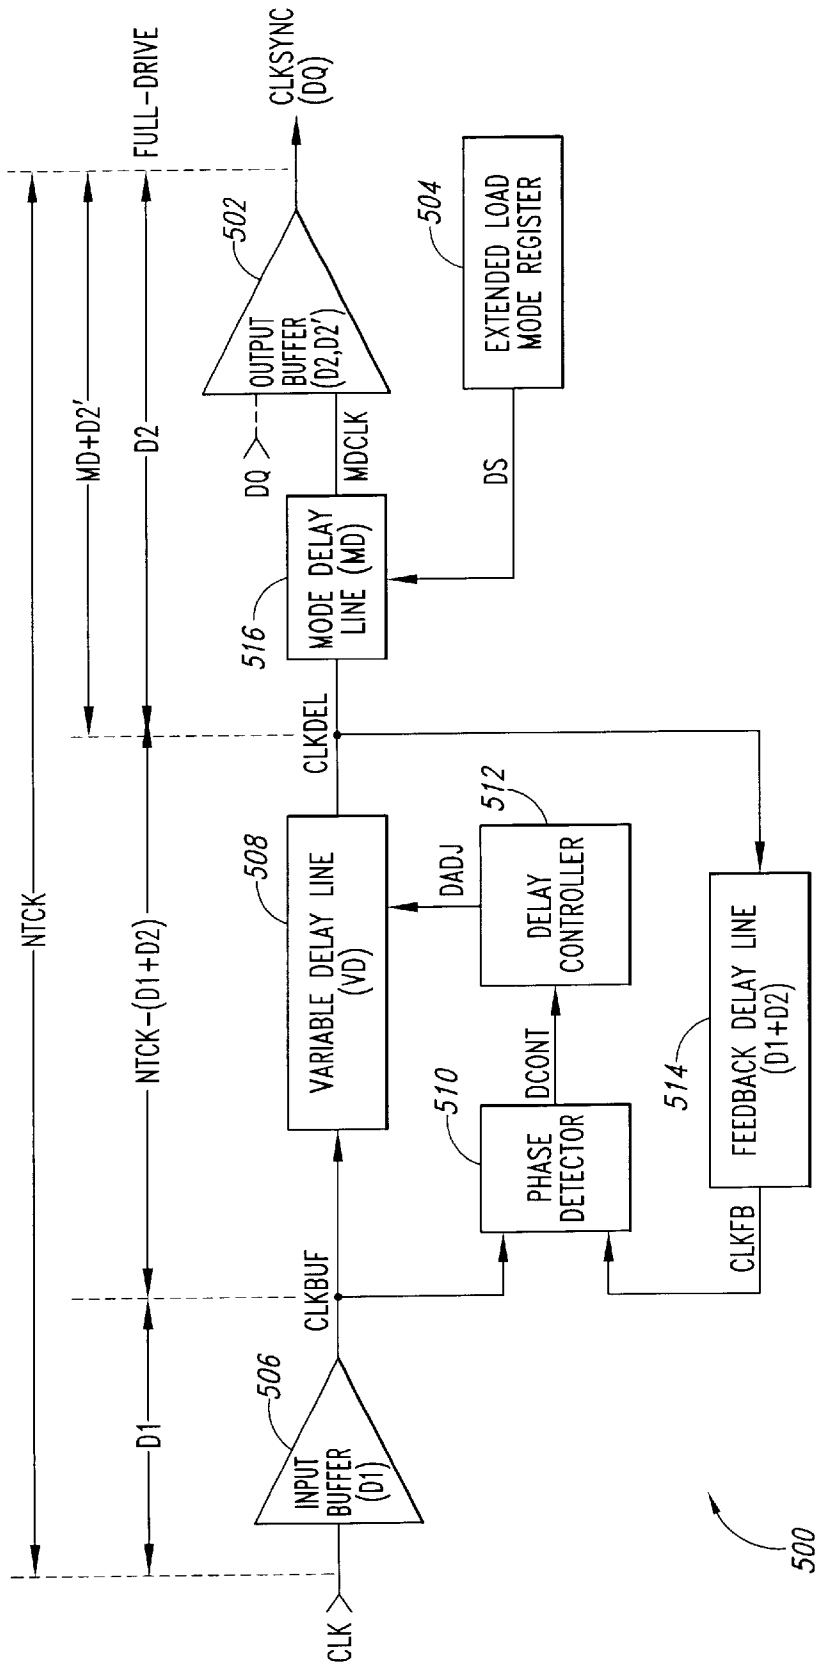 NTCK
MD+D2'
D1
NTCK-(D1+D2)
D2
FULL-DRIVE
CLK
506
INPUT
BUFFER
(D1)
CLKBUF
508
VARIABLE DELAY LINE
(VD)
CLKDEL
516
MODE DELAY
LINE (MD)
MDCLK
DQ
502
OUTPUT
BUFFER
(D2,D2')
CLKSYNC
(DQ)
510
PHASE
DETECTOR
DCONT
512
DELAY
CONTROLLER
DADJ
DS
504
EXTENDED LOAD
MODE REGISTER
CLKFB
514
FEEDBACK DELAY LINE
(D1+D2)
500